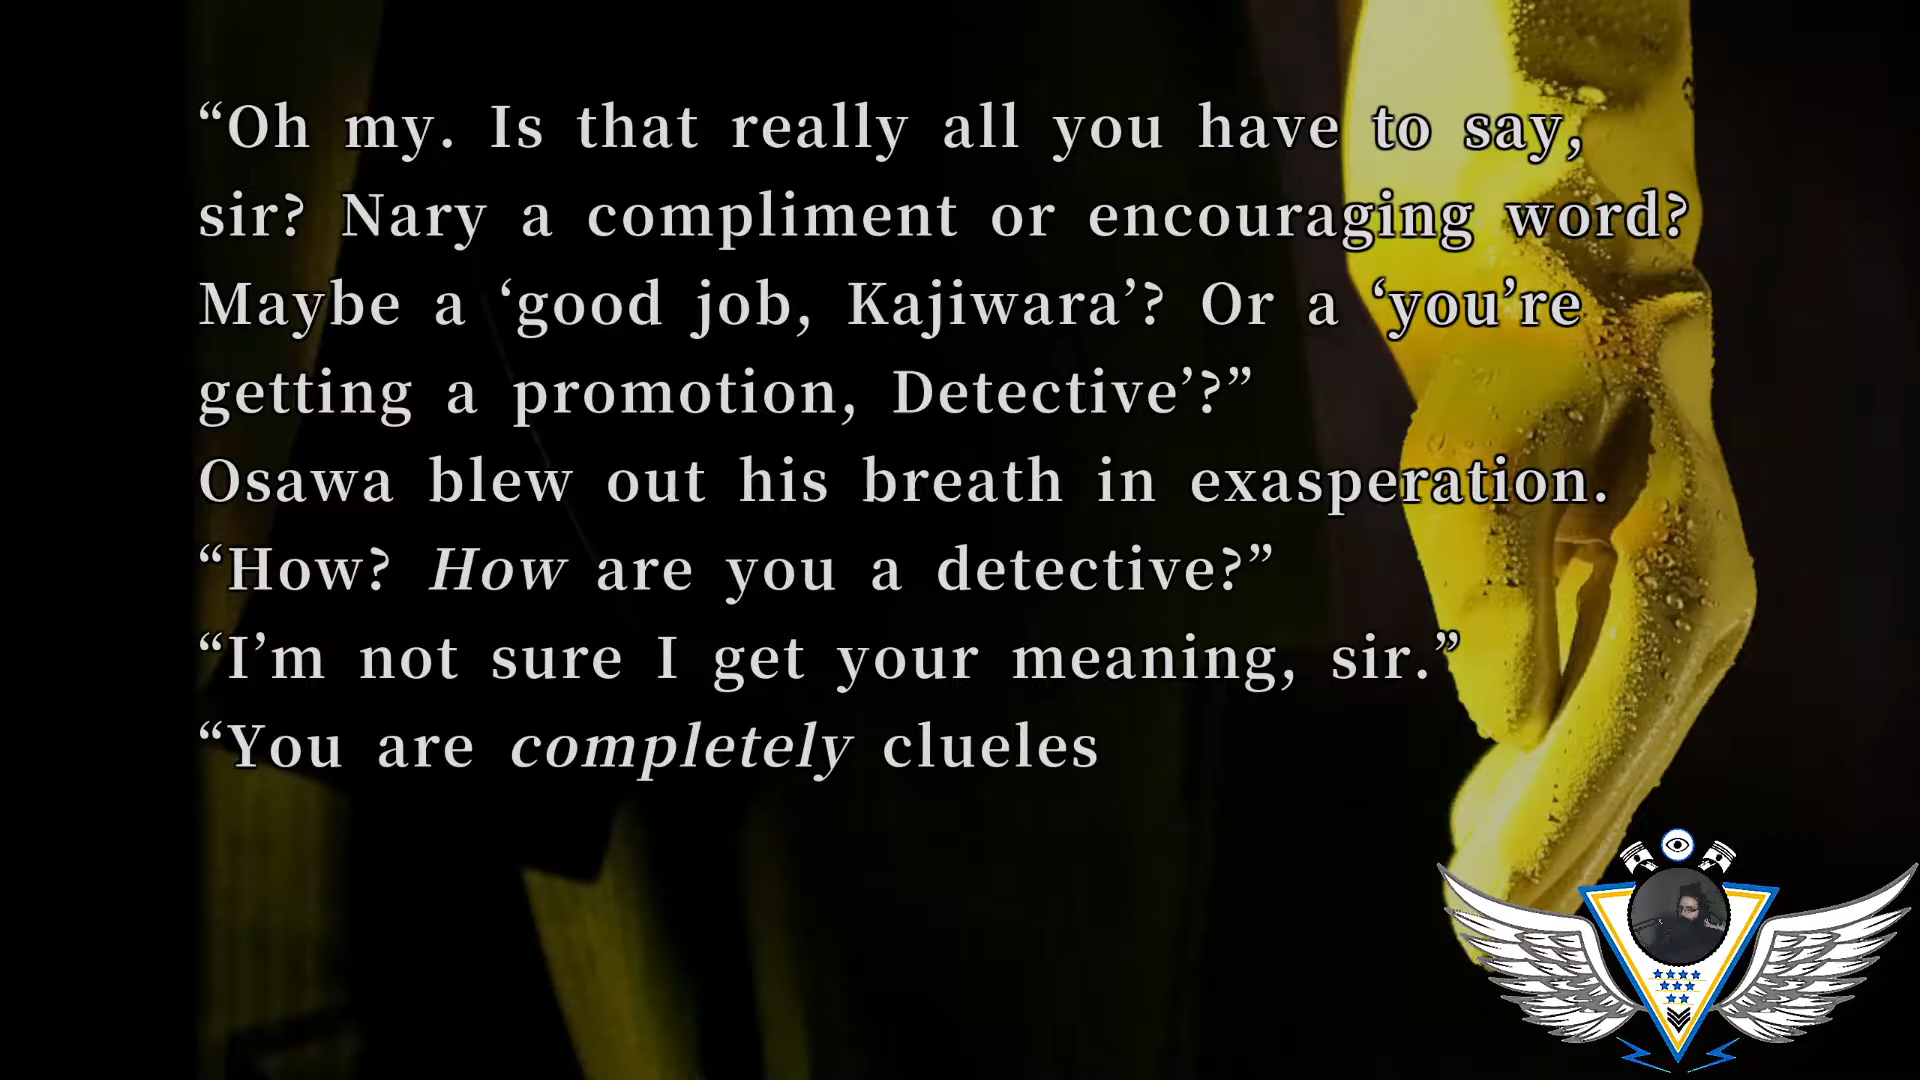 “Oh my. Is that really all you have to say,
sir? Nary a compliment or encouraging word?
Maybe a ‘good job, Kajiwara’? Or a ‘you’re
getting a promotion, Detective’?”
Osawa blew out his breath in exasperation.
“How? How are you a detective?”
“I’m not sure I get your meaning, sir.”
“You are completely clueles